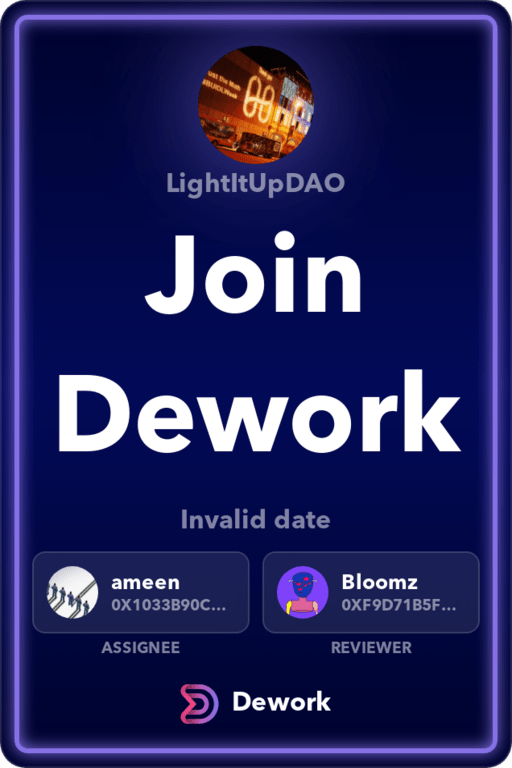 LightItUpDAO
Join
Dework
Invalid date
ameen
0X1033B90C...
Bloomz
0XF9D71B5F...
ASSIGNEE
REVIEWER
Dework